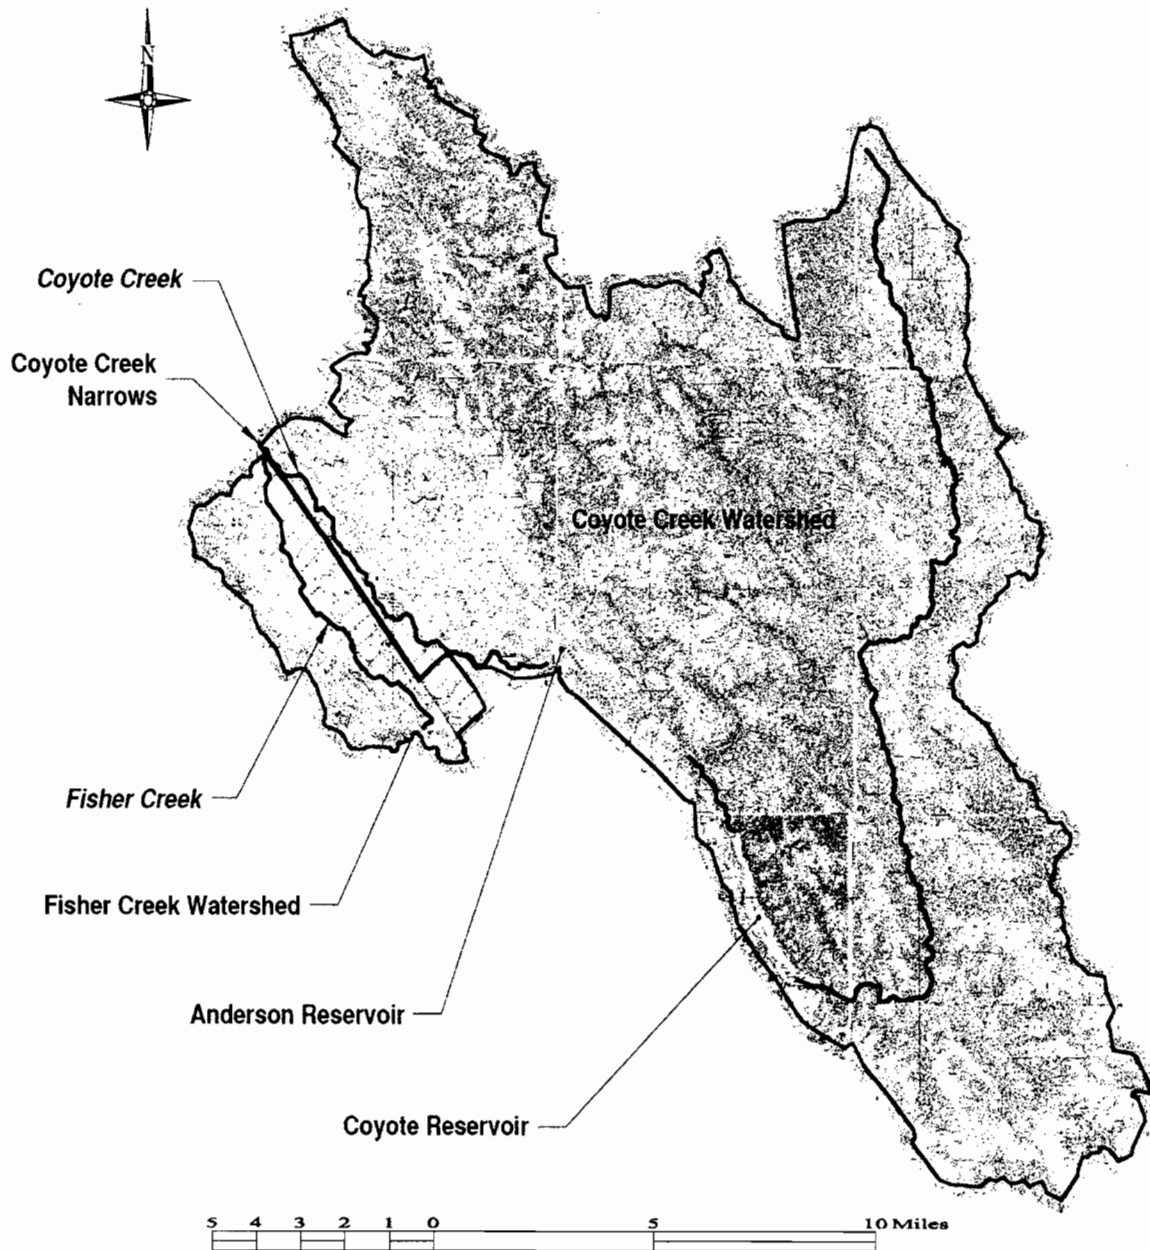 N
Coyote Creek
Coyote Creek
Narrows
Coyote Creek Watershed
Fisher Creek
Fisher Creek Watershed
Anderson Reservoir
Coyote Reservoir
5 4 3 2 1 0 5 10 Miles